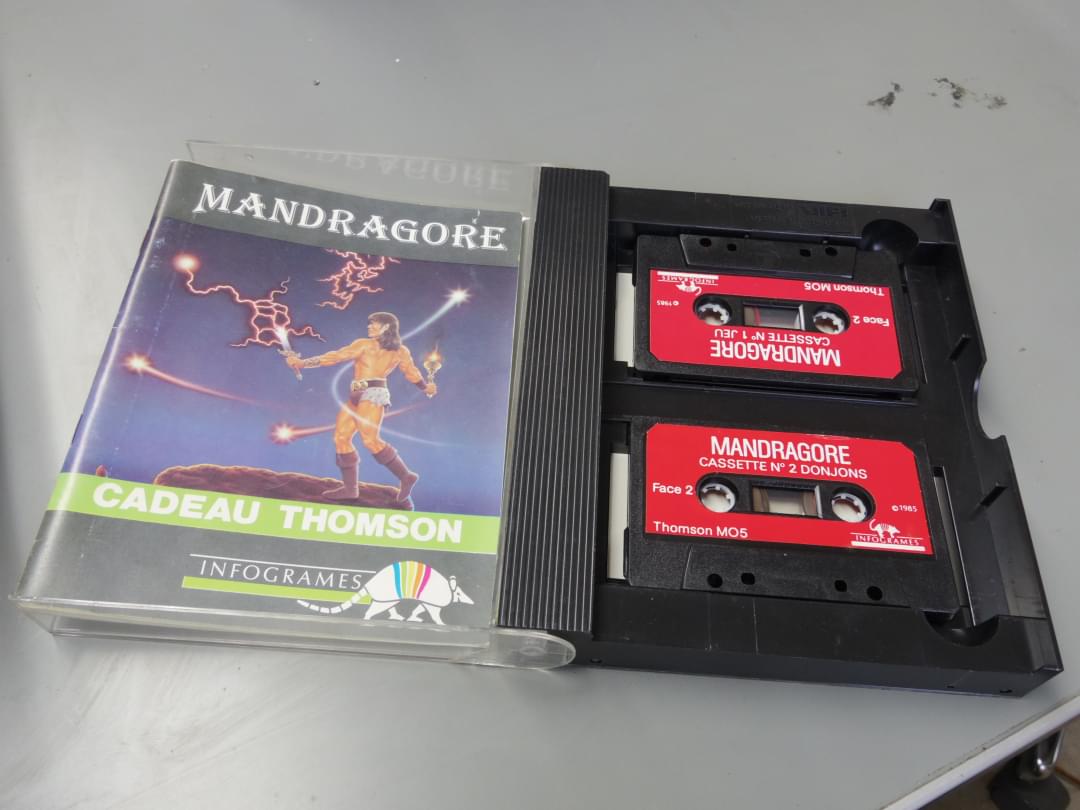 MANDRAGORE
CADEAU THOMSON
INFOGRAMES
MANDRAGORE
CASSETTE N° 1 JEU
Face 2
© 1985
Thomson MO5
INFOGRAMES
MANDRAGORE
CASSETTE N° 2 DONJONS
Face 2
© 1985
Thomson MO5
INFOGRAMES